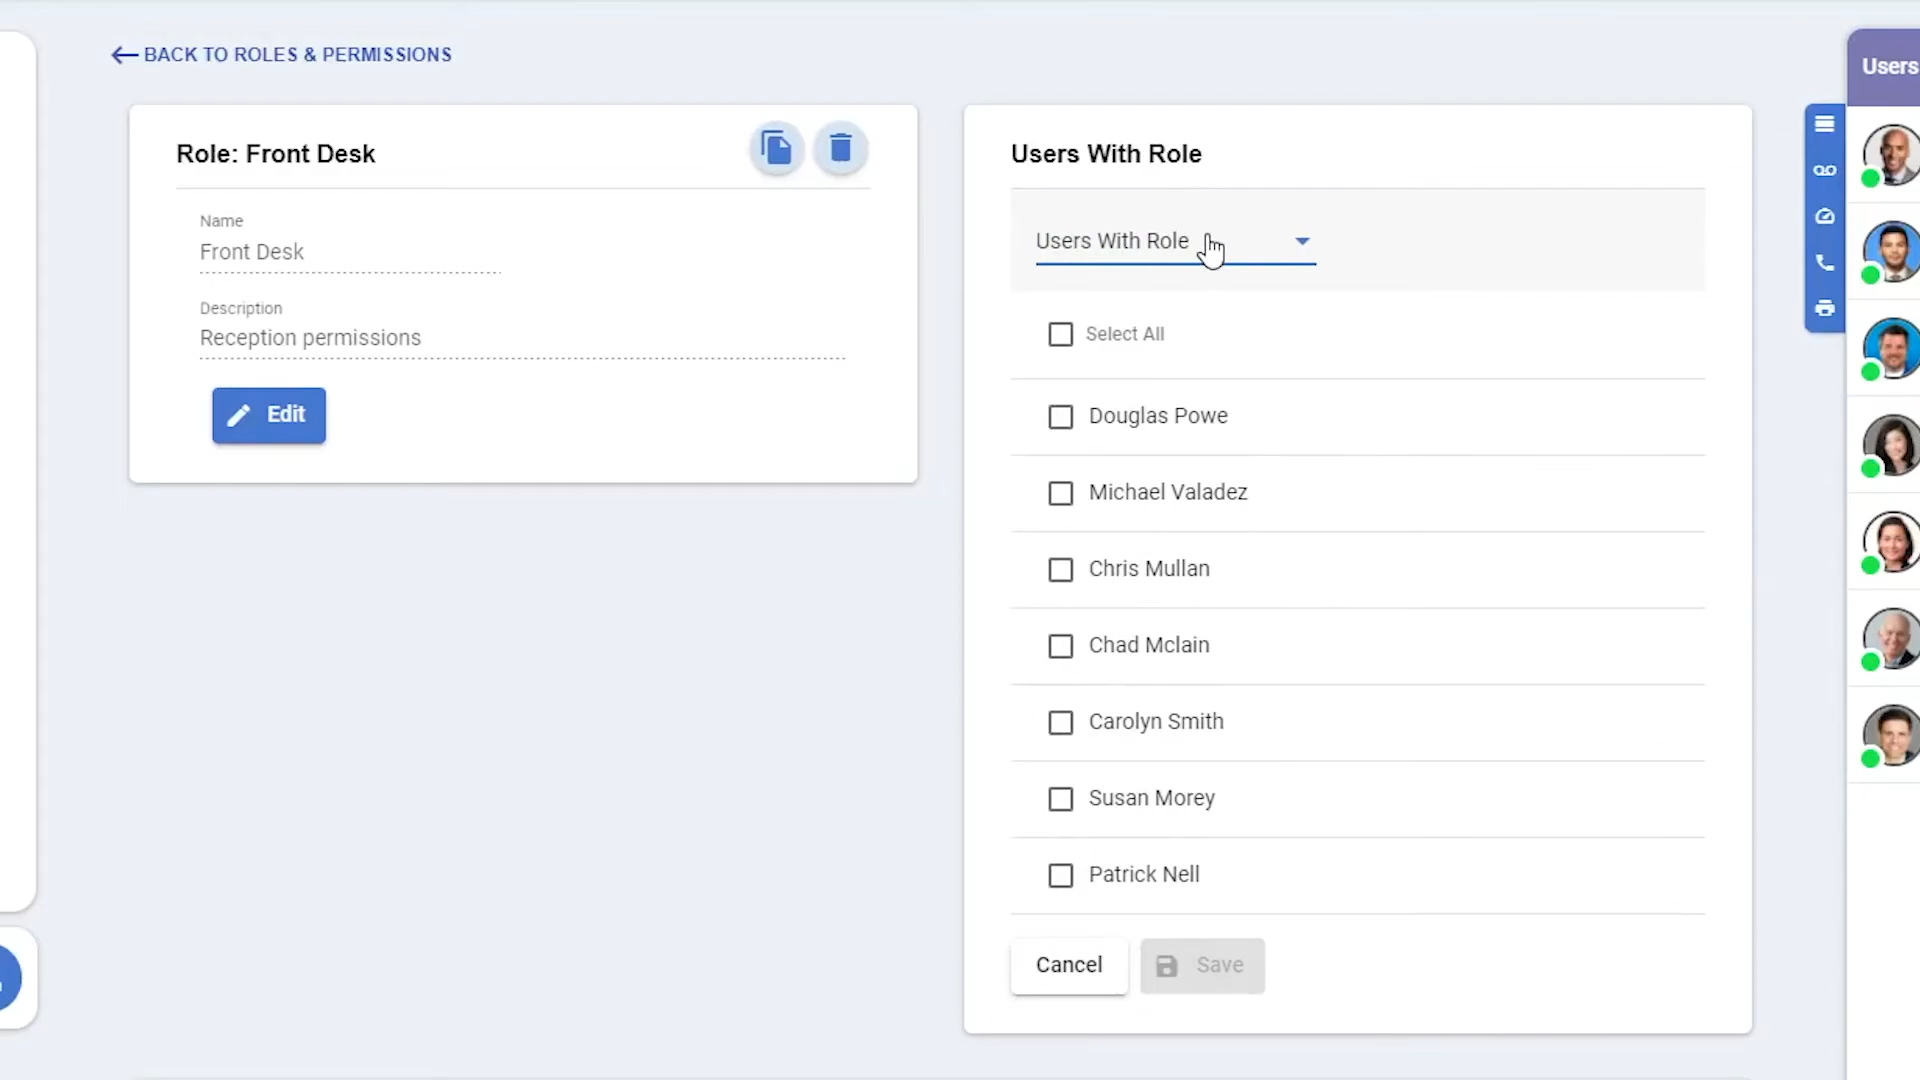 BACK TO ROLES & PERMISSIONS
Role: Front Desk
Name
Front Desk
Description
Reception permissions
Edit
Users With Role
Users With Role
Select All
Douglas Powe
Michael Valadez
Chris Mullan
Chad Mclain
Carolyn Smith
Susan Morey
Patrick Nell
Cancel
Save
Users